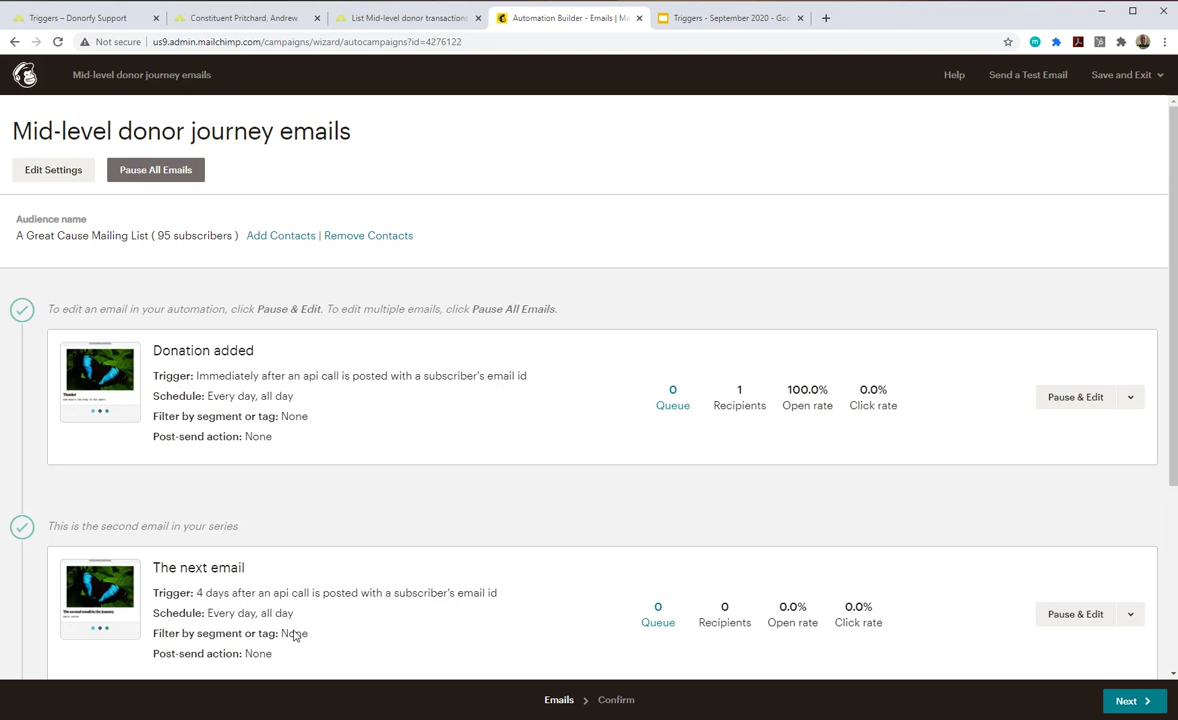 Triggers – Donorfy Support
Constituent Pritchard, Andrew
List Mid-level donor transactions
Automation Builder - Emails | Ma
Triggers - September 2020 - Goo
Not secure
us9.admin.mailchimp.com/campaigns/wizard/autocampaigns?id=4276122
Mid-level donor journey emails
Help
Send a Test Email
Save and Exit
Mid-level donor journey emails
Edit Settings
Pause All Emails
Audience name
A Great Cause Mailing List ( 95 subscribers ) Add Contacts | Remove Contacts
To edit an email in your automation, click Pause & Edit. To edit multiple emails, click Pause All Emails.
Donation added
Trigger: Immediately after an api call is posted with a subscriber's email id
Schedule: Every day, all day
Filter by segment or tag: None
Post-send action: None
0
Queue
1
Recipients
100.0%
Open rate
0.0%
Click rate
Pause & Edit
This is the second email in your series
The next email
Trigger: 4 days after an api call is posted with a subscriber's email id
Schedule: Every day, all day
Filter by segment or tag: None
Post-send action: None
0
Queue
0
Recipients
0.0%
Open rate
0.0%
Click rate
Pause & Edit
Emails
Confirm
Next